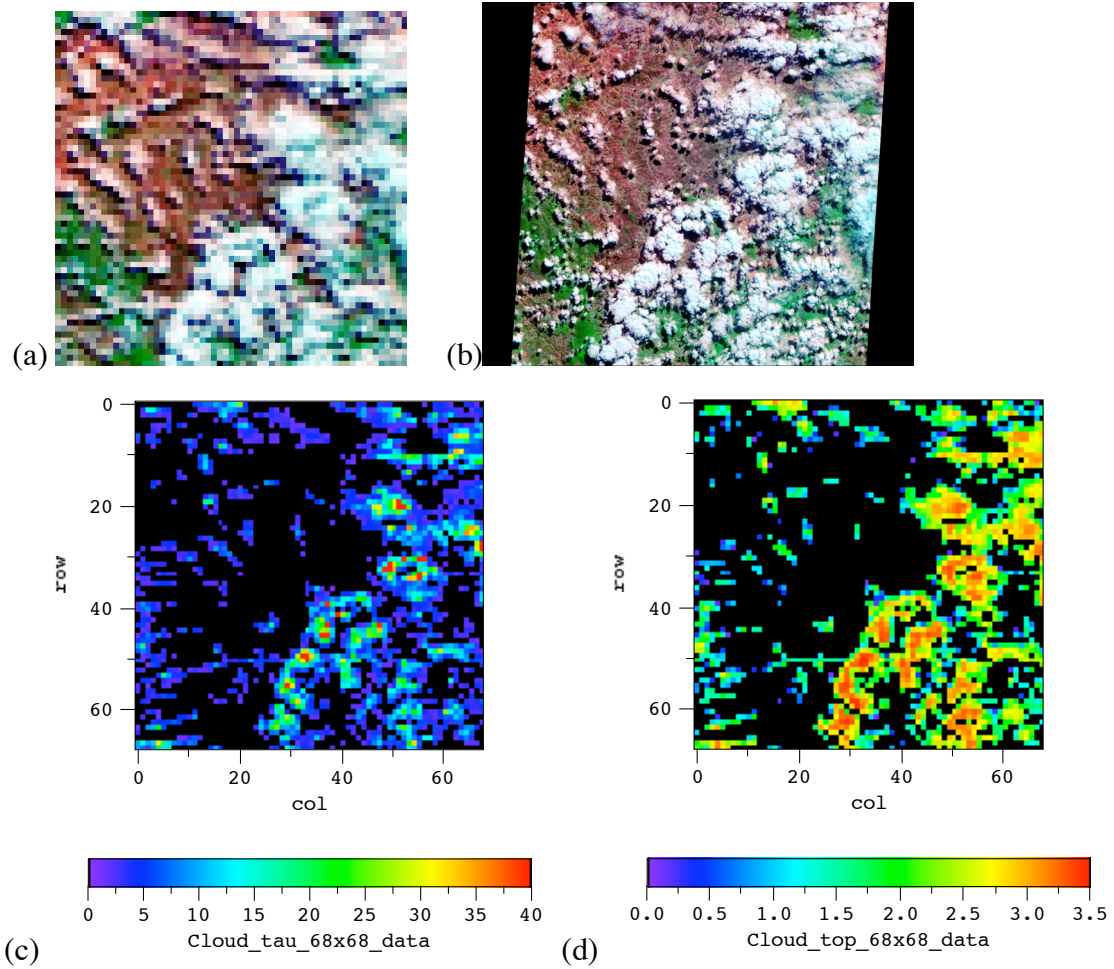 (a)
(b)
0
20
40
60
row
0 20 40 60
col
0
20
40
60
row
0 20 40 60
col
0 5 10 15 20 25 30 35 40
Cloud_tau_68x68_data
(c)
0.0 0.5 1.0 1.5 2.0 2.5 3.0 3.5
Cloud_top_68x68_data
(d)